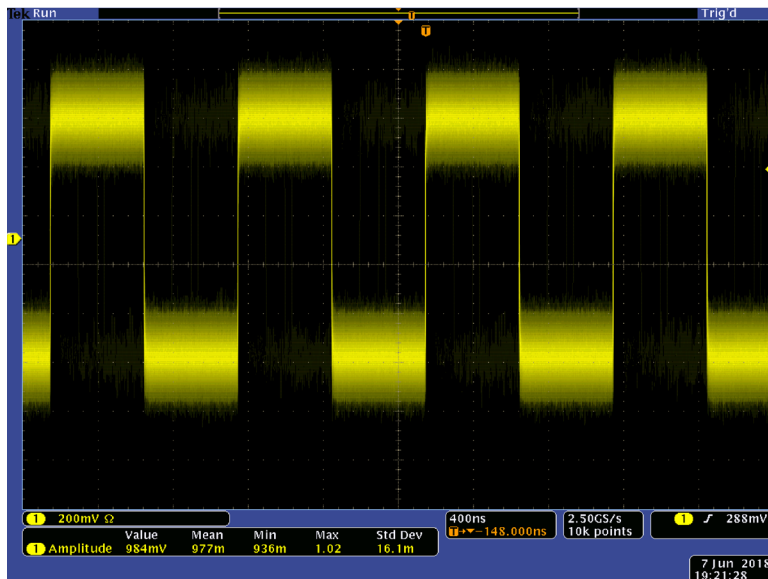 Tek Run Trig'd
T
T
1
1 200mV Ω
400ns
T→▼-148.000ns
2.50GS/s
10k points
1 ∫ 288mV
Value Mean Min Max Std Dev
1 Amplitude 984mV 977m 936m 1.02 16.1m
7 Jun 2018
19:21:28